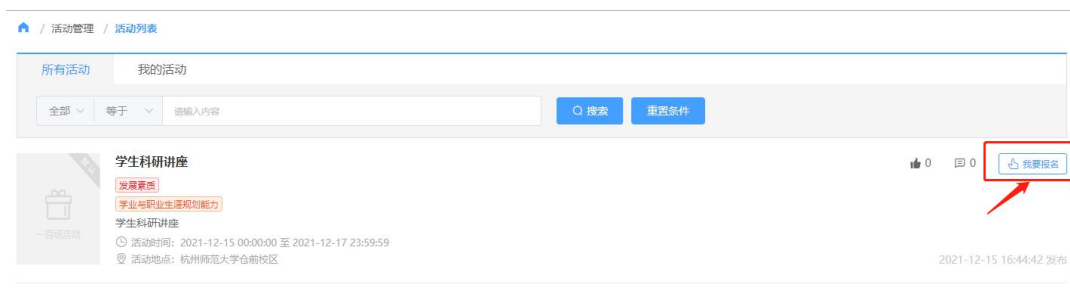 / 活动管理 / 活动列表
所有活动 我的活动
全部 等于 请输入内容 搜索 重置条件
学生科研讲座 0 0 我要报名
默认
发展素质
学业与职业生涯规划能力
学生科研讲座
一百场活动
活动时间：2021-12-15 00:00:00 至 2021-12-17 23:59:59
活动地点：杭州师范大学仓前校区 2021-12-15 16:44:42 发布